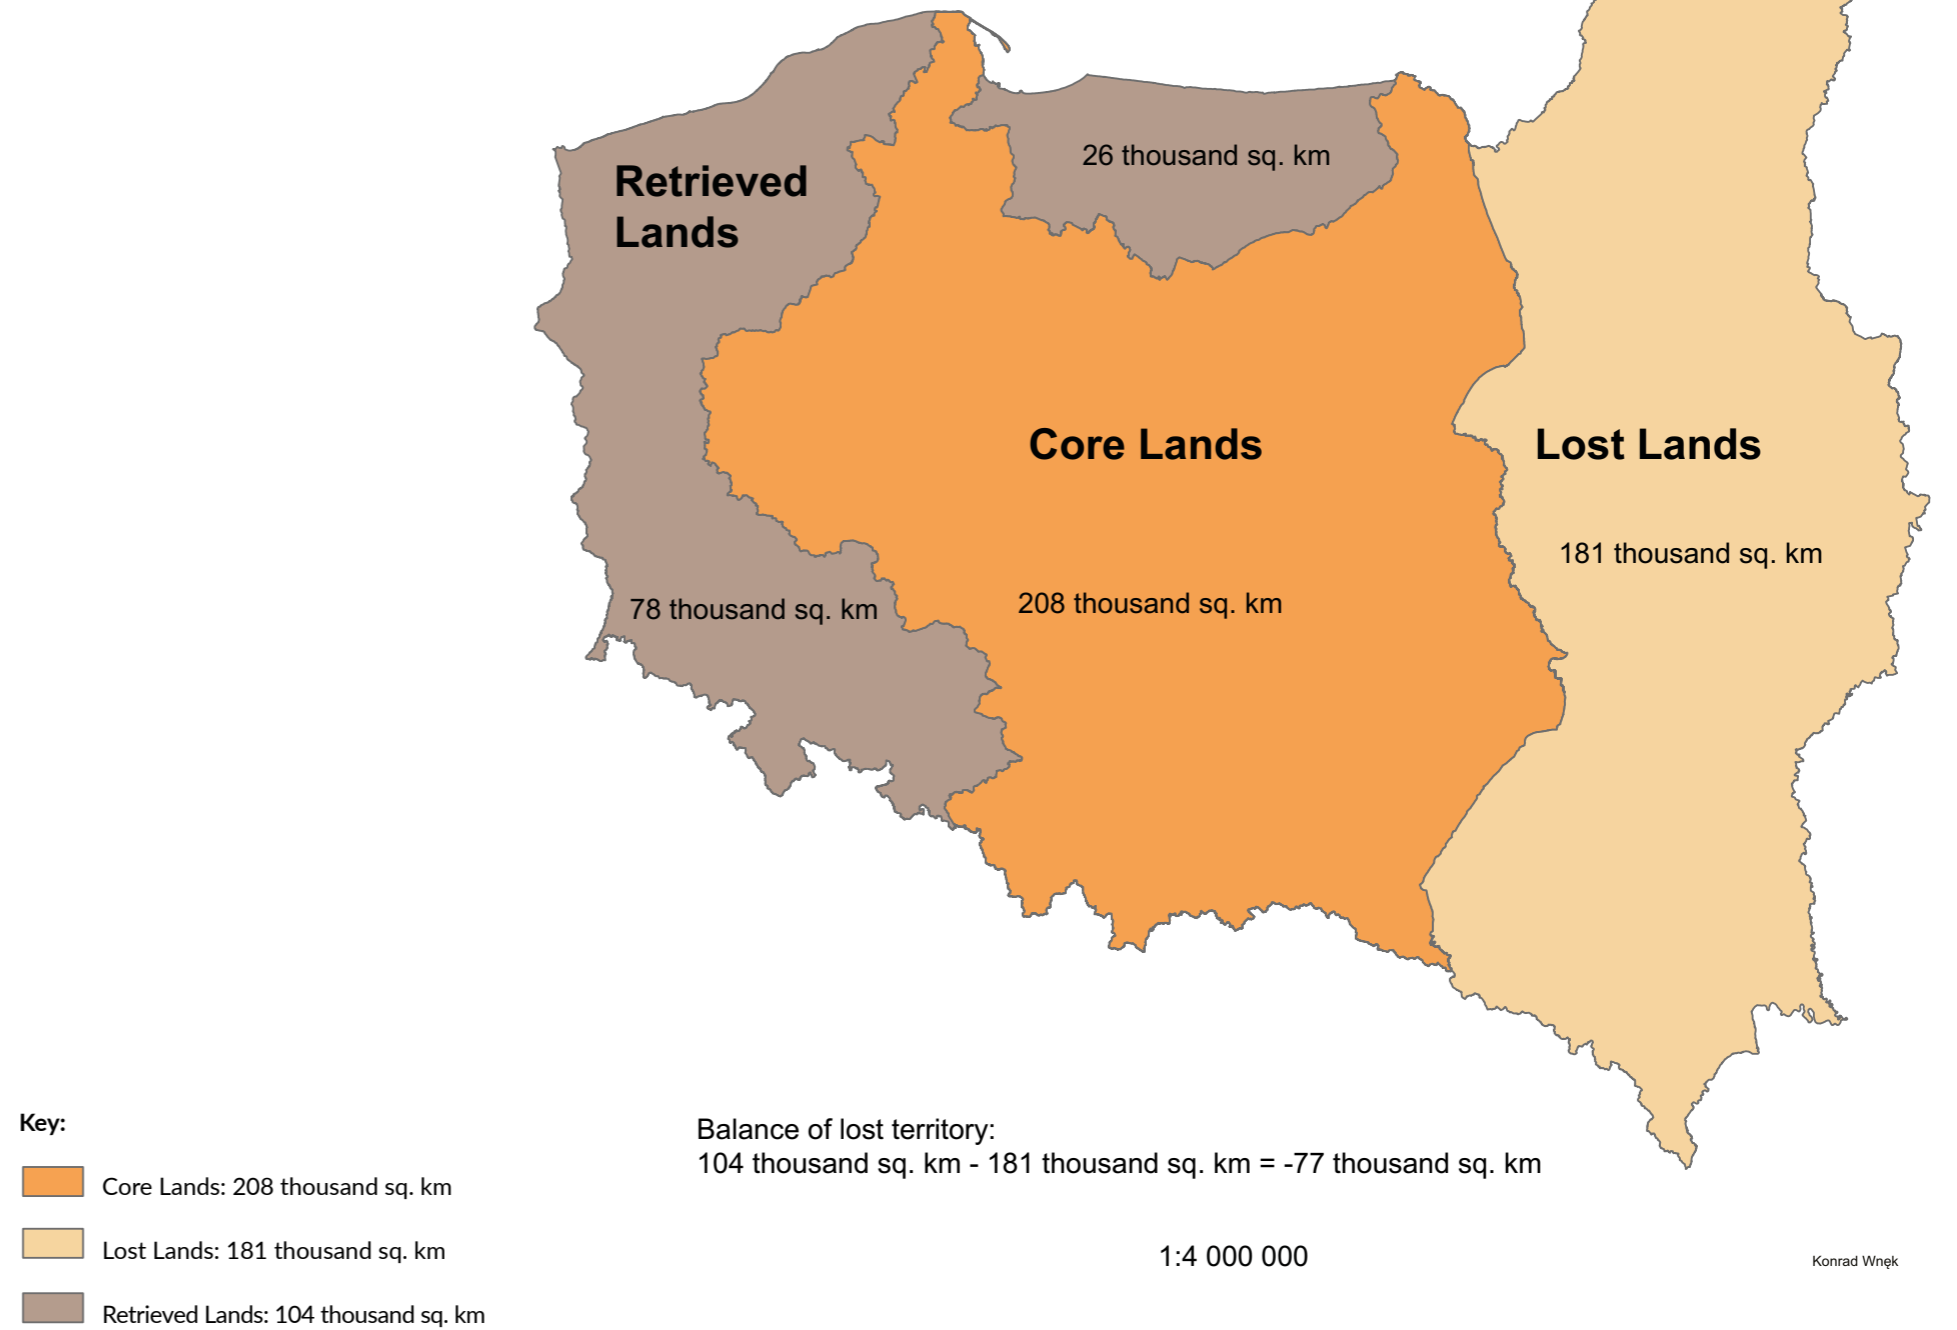 26 thousand sq. km
Retrieved
Lands
Core Lands
Lost Lands
181 thousand sq. km
78 thousand sq. km
208 thousand sq. km
Key:
Core Lands: 208 thousand sq. km
Lost Lands: 181 thousand sq. km
Retrieved Lands: 104 thousand sq. km
Balance of lost territory:
104 thousand sq. km - 181 thousand sq. km = -77 thousand sq. km
1:4 000 000
Konrad Wnęk